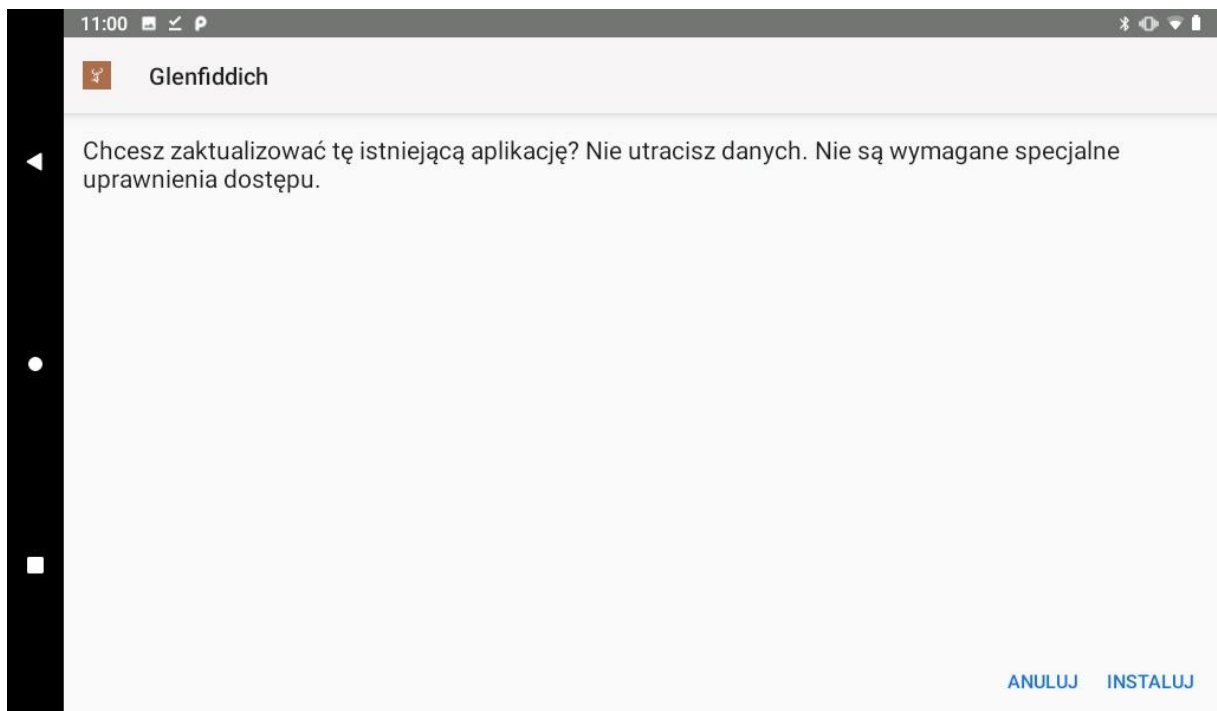 11:00
Glenfiddich
Chcesz zaktualizować tę istniejącą aplikację? Nie utracisz danych. Nie są wymagane specjalne
uprawnienia dostępu.
ANULUJ INSTALUJ